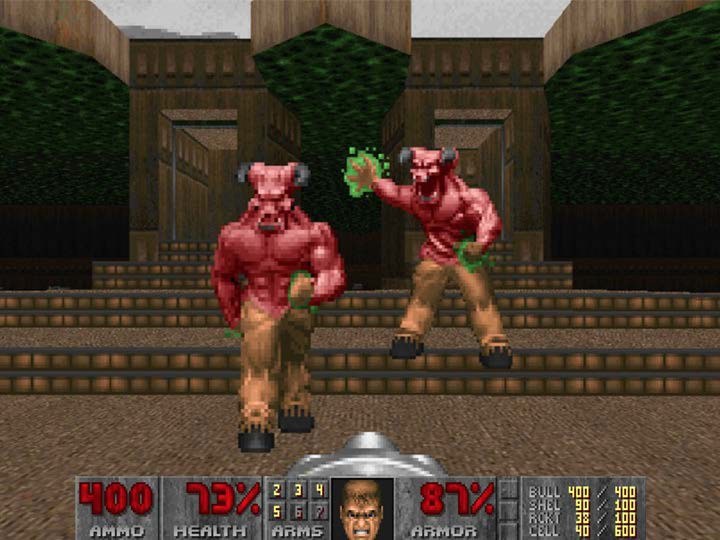 400 73% 2 3 4 87% BULL 400 / 400
5 6 7 SHEL 90 / 100
RCKT 38 / 100
AMMO HEALTH ARMS ARMOR CELL 40 / 600